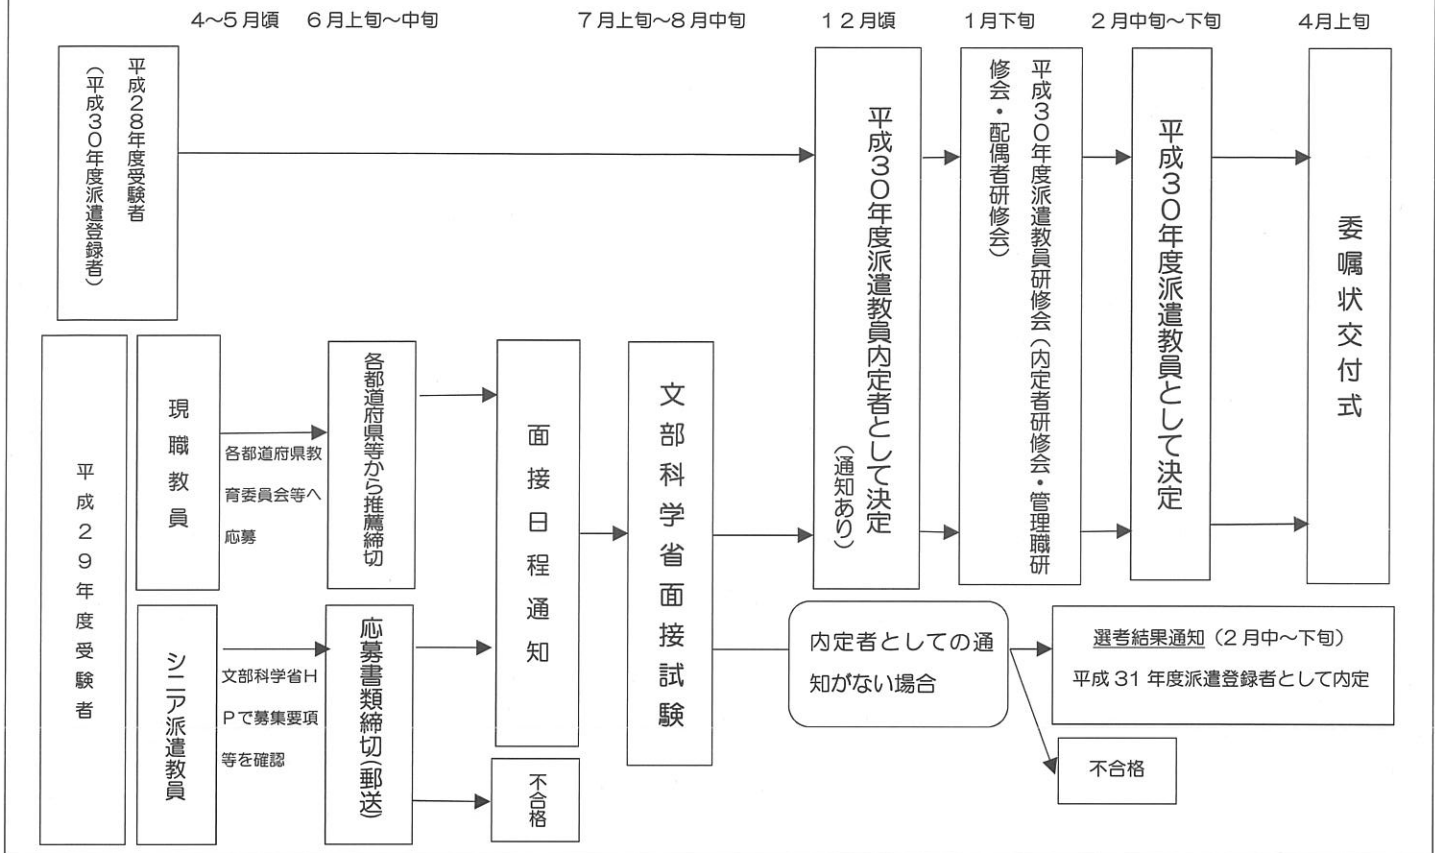 4～5月頃
6月上旬～中旬
7月上旬～8月中旬
12月頃
1月下旬
2月中旬～下旬
4月上旬
平成28年度受験者
（平成30年度派遣登録者）
平成29年度受験者
現職教員
各都道府県教
育委員会等へ
応募
各都道府県等から推薦締切
シニア派遣教員
文部科学省H
Pで募集要項
等を確認
応募書類締切(郵送)
面接日程通知
不合格
文部科学省面接試験
平成30年度派遣教員内定者として決定
（通知あり）
平成30年度派遣教員研修会（内定者研修会・管理職研
修会・配偶者研修会）
平成30年度派遣教員として決定
委嘱状交付式
内定者としての通
知がない場合
選考結果通知（2月中～下旬）
平成31年度派遣登録者として内定
不合格